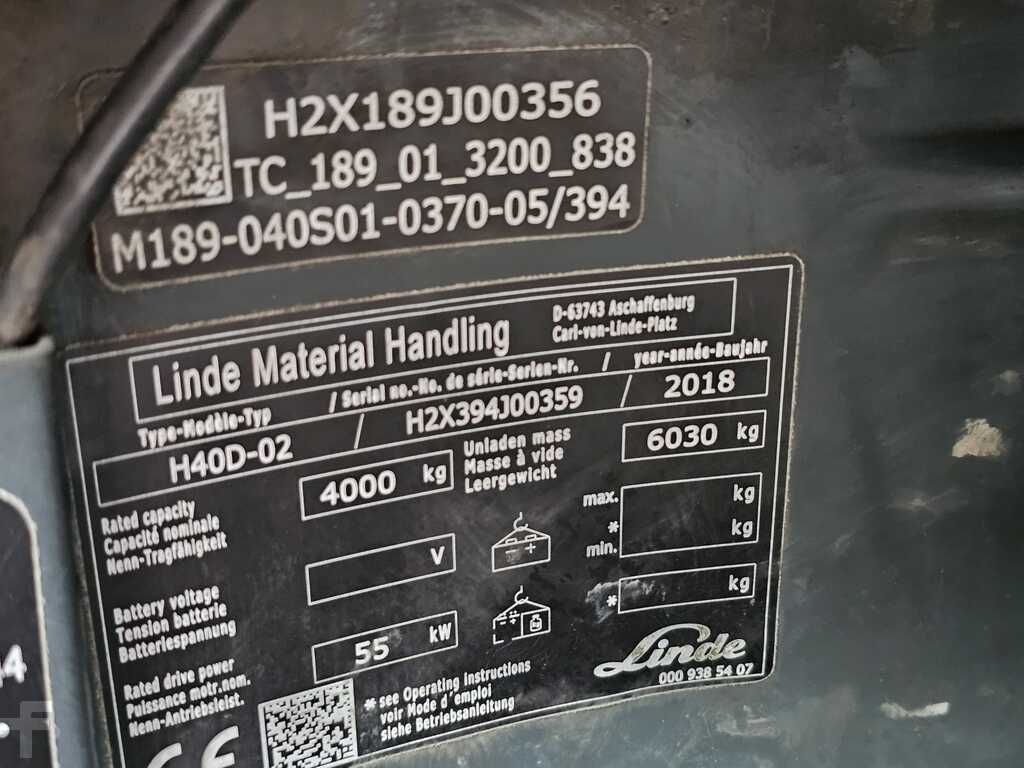 H2X189J00356
TC_189_01_3200_838
M189-040S01-0370-05/394
Linde Material Handling
D-63743 Aschaffenburg
Carl-von-Linde-Platz
Type-Modèle-Typ / Serial no.-No. de série-Serien-Nr. / year-année-Baujahr
H40D-02 / H2X394J00359 / 2018
Rated capacity
Capacité nominale
Nenn-Tragfähigkeit
4000 kg
Unladen mass
Masse à vide
Leergewicht
6030 kg
Battery voltage
Tension batterie
Batteriespannung
V
- +
max. kg
* kg
min.
Rated drive power
Puissance motr.nom.
Nenn-Antriebsleist.
55 kW
kg
* kg
* see Operating Instructions
voir Mode d'emploi
siehe Betriebsanleitung
Linde
000 938 54 07
CE